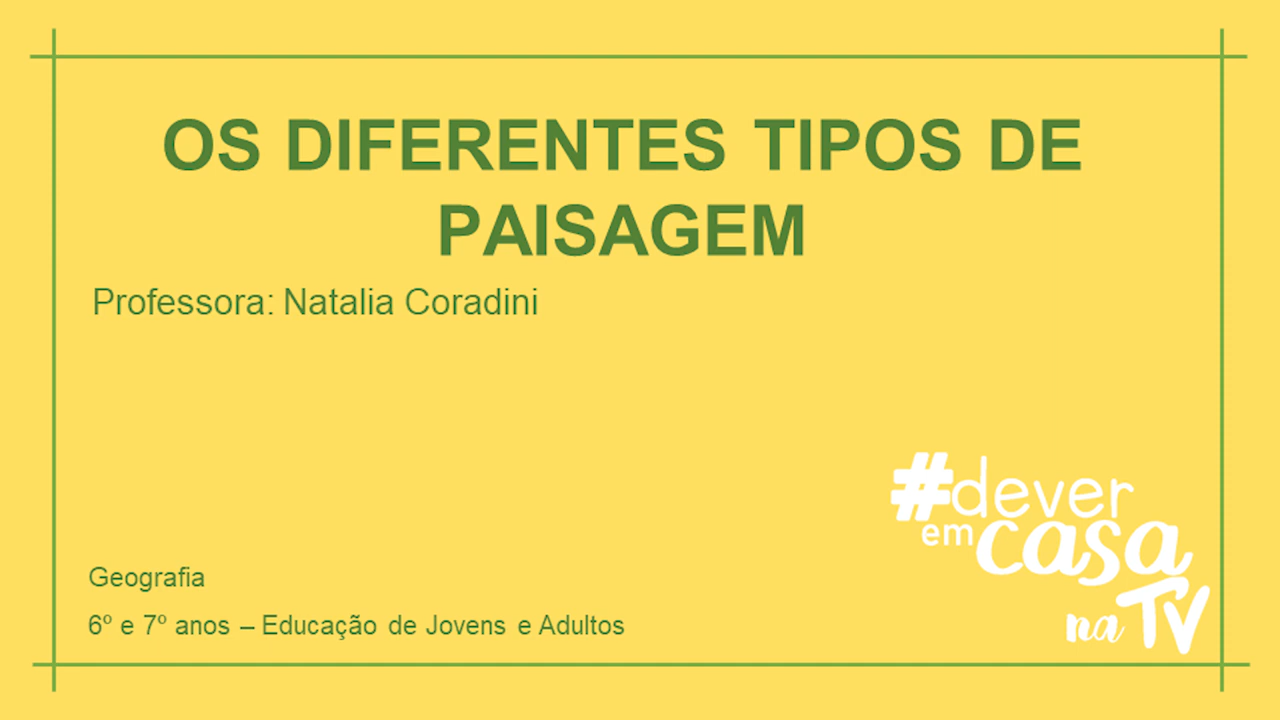 OS DIFERENTES TIPOS DE
PAISAGEM
Professora: Natalia Coradini
#dever
em casa
na TV
Geografia
6º e 7º anos – Educação de Jovens e Adultos